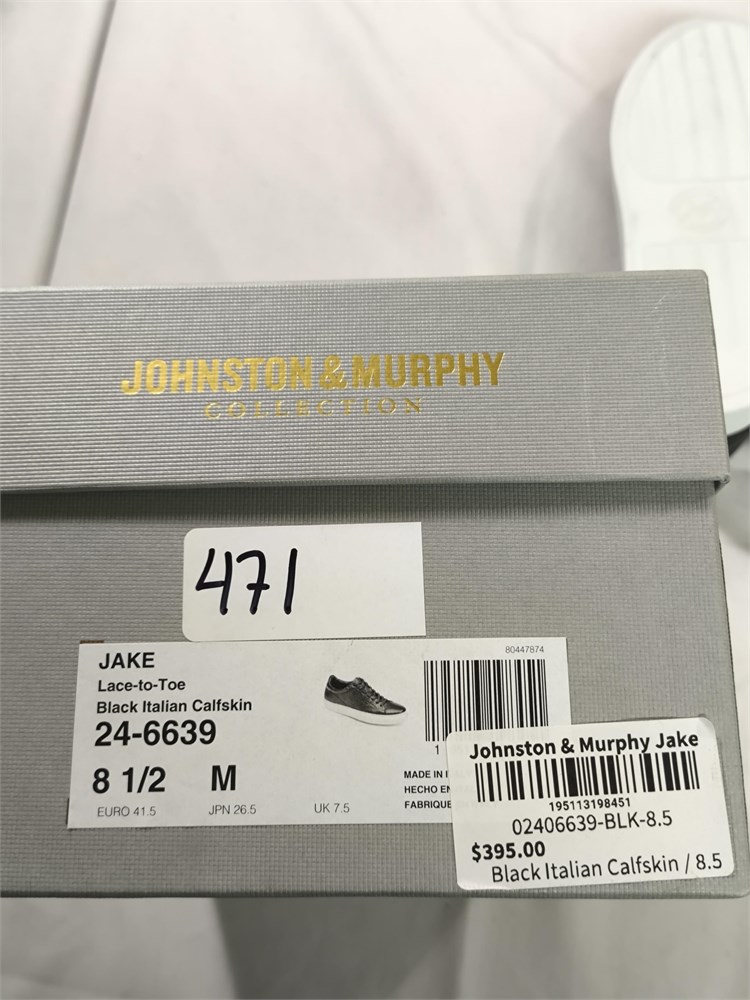 JOHNSTON & MURPHY
COLLECTION
471
JAKE
80447874
Lace-to-Toe
Black Italian Calfskin
24-6639
8 1/2 M
EURO 41.5 JPN 26.5 UK 7.5
1
MADE IN
HECHO EN
FABRIQUE
Johnston & Murphy Jake
195113198451
02406639-BLK-8.5
$395.00
Black Italian Calfskin / 8.5